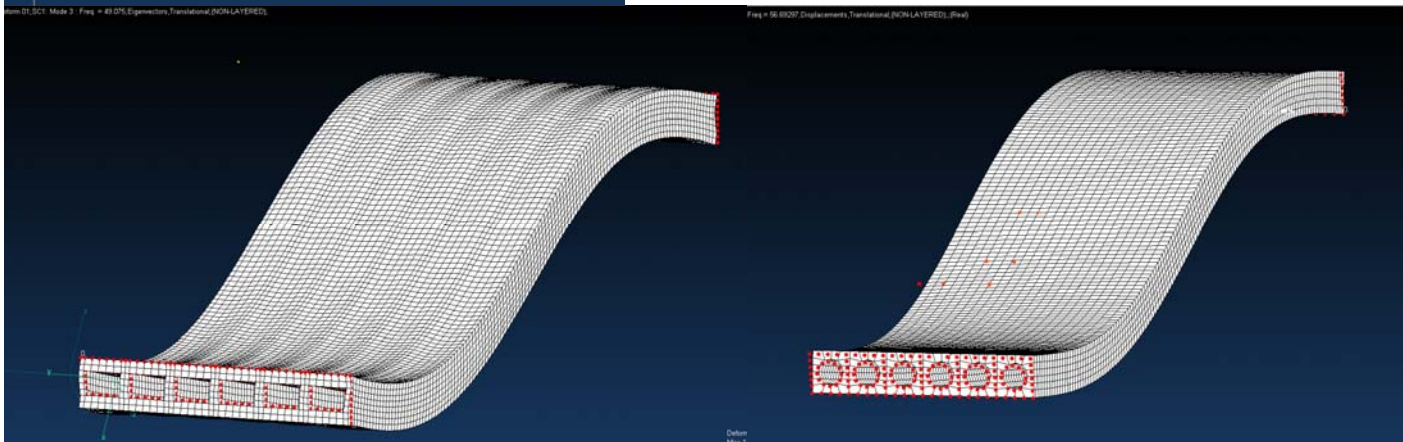 eform 01,SC1: Mode 3 : Freq. = 49.075,Eigenvectors,Translational,(NON-LAYERED),
Freq = 56.69297,Displacements,Translational,(NON-LAYERED),,(Real)
Deform